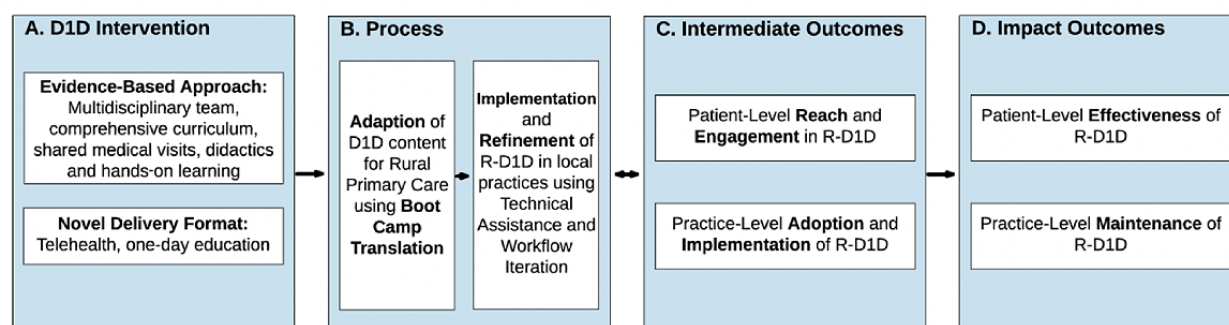 A. D1D Intervention
Evidence-Based Approach:
Multidisciplinary team,
comprehensive curriculum,
shared medical visits, didactics
and hands-on learning
Novel Delivery Format:
Telehealth, one-day education
B. Process
Adaption of
D1D content
for Rural
Primary Care
using Boot
Camp
Translation
Implementation
and
Refinement of
R-D1D in local
practices using
Technical
Assistance and
Workflow
Iteration
C. Intermediate Outcomes
Patient-Level Reach and
Engagement in R-D1D
Practice-Level Adoption and
Implementation of R-D1D
D. Impact Outcomes
Patient-Level Effectiveness of
R-D1D
Practice-Level Maintenance of
R-D1D